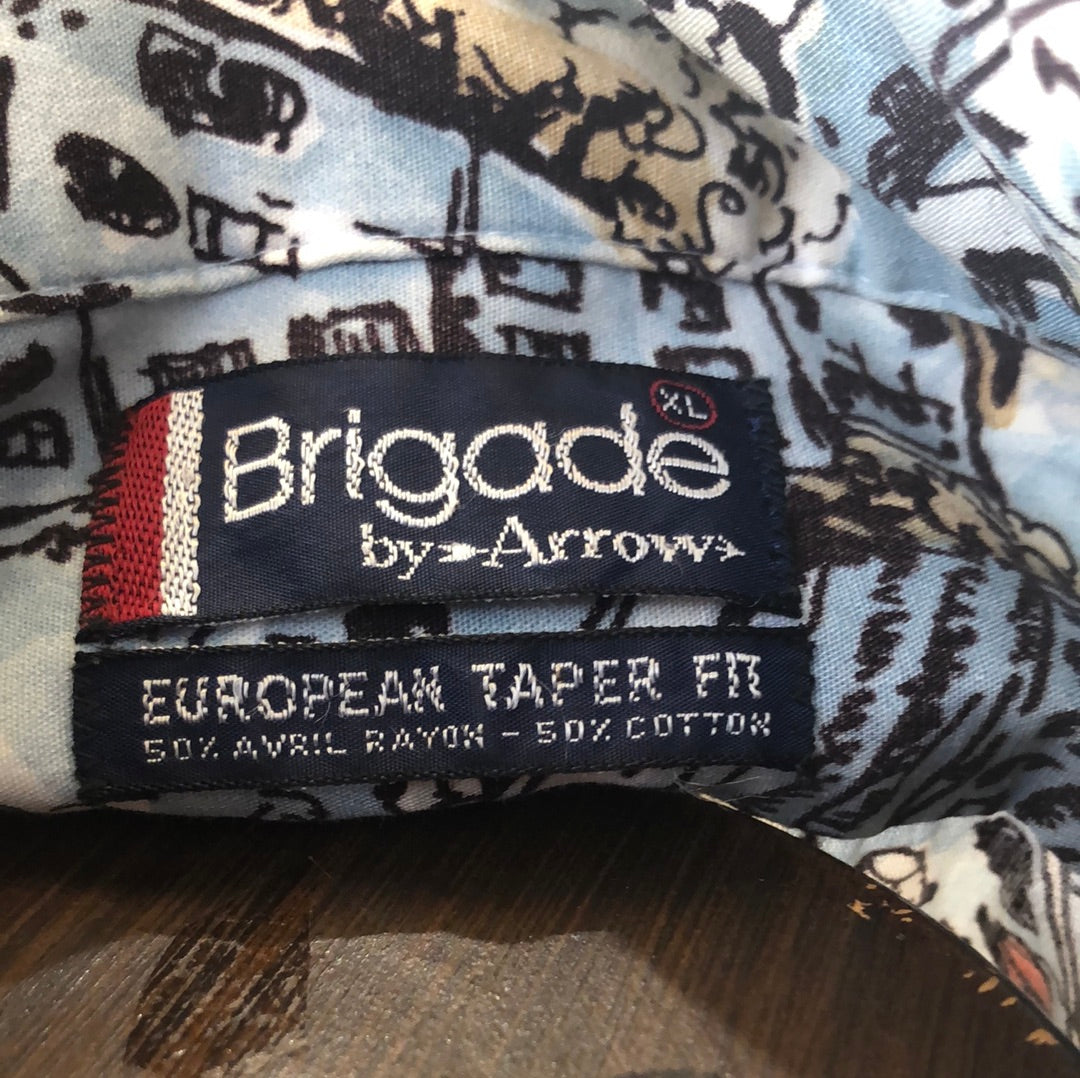 Brigade XL
by Arrow
EUROPEAN TAPER FIT
50% AVRIL RAYON - 50% COTTON